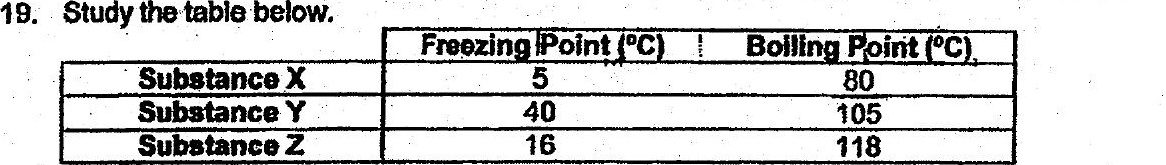 19. Study the table below.
Freezing Point (°C) Boiling Point (°C)
Substance X 5 80
Substance Y 40 105
Substance Z 16 118